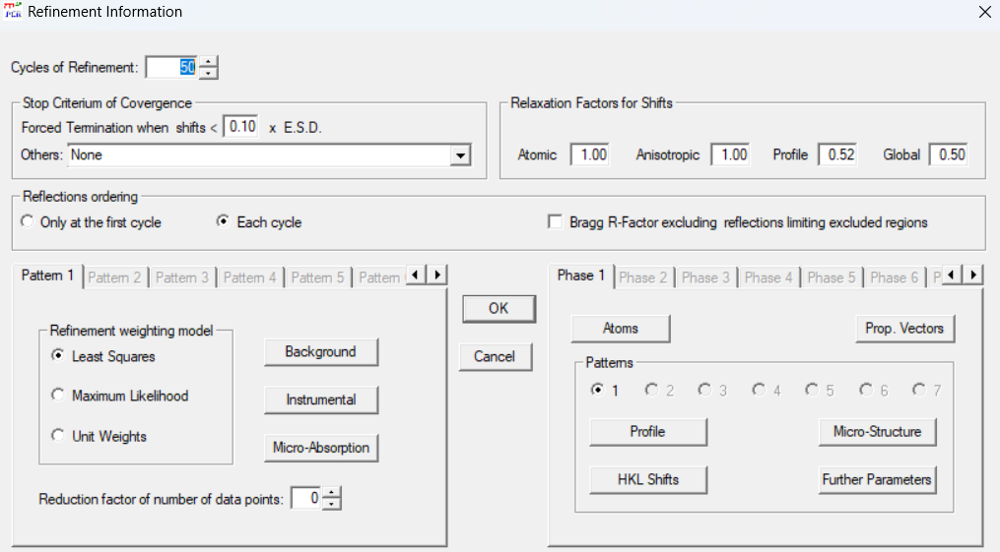 Refinement Information
Cycles of Refinement: 50
Stop Criterium of Covergence
Forced Termination when shifts < 0.10 x E.S.D.
Others: None
Relaxation Factors for Shifts
Atomic 1.00 Anisotropic 1.00 Profile 0.52 Global 0.50
Reflections ordering
Only at the first cycle Each cycle Bragg R-Factor excluding reflections limiting excluded regions
Pattern 1 Pattern 2 Pattern 3 Pattern 4 Pattern 5 Pattern
Refinement weighting model
Least Squares
Maximum Likelihood
Unit Weights
Background
Instrumental
Micro-Absorption
Reduction factor of number of data points: 0
OK
Cancel
Phase 1 Phase 2 Phase 3 Phase 4 Phase 5 Phase 6 P
Atoms Prop. Vectors
Patterns
1 2 3 4 5 6 7
Profile Micro-Structure
HKL Shifts Further Parameters